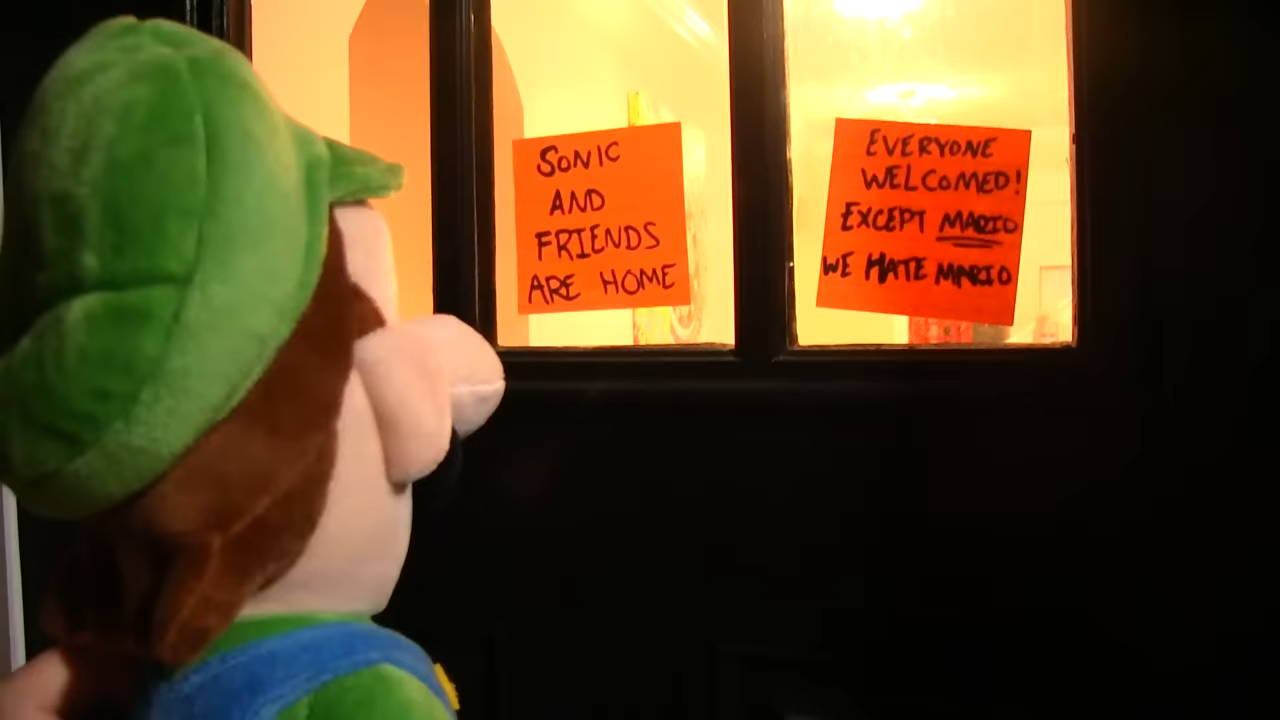 SONIC
AND
FRIENDS
ARE HOME
EVERYONE
WELCOMED!
EXCEPT MARIO
WE HATE MARIO